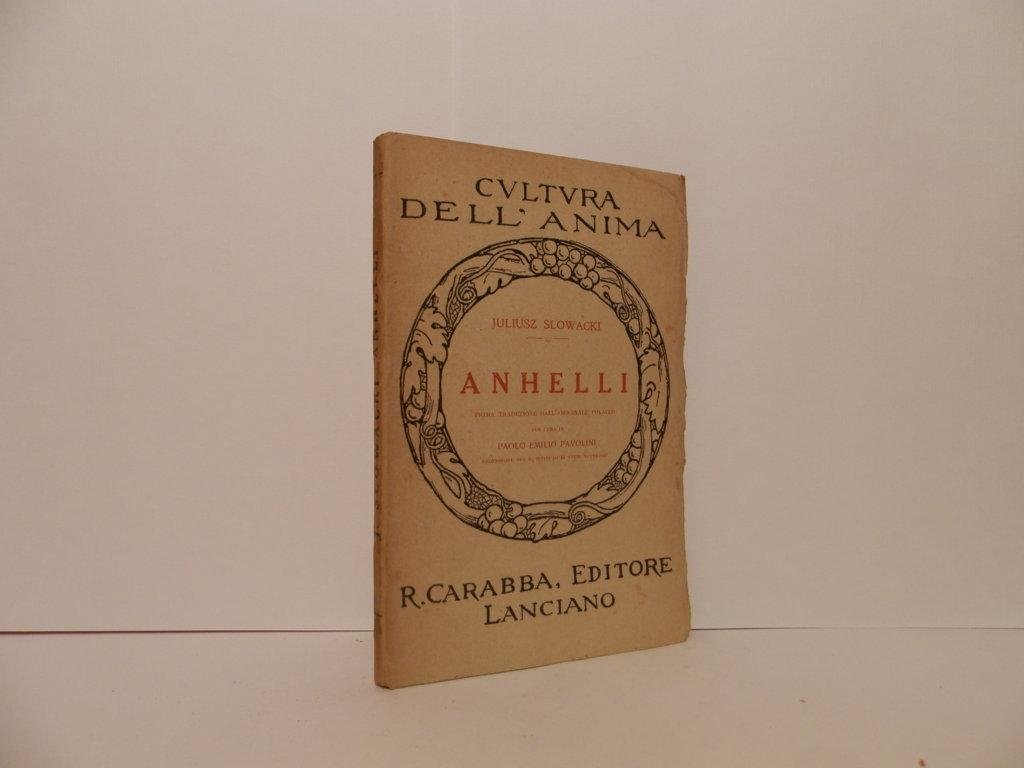 CVLTVRA
DELL' ANIMA
JULIUSZ SLOWACKI
ANHELLI
PRIMA TRADUZIONE DALL'ORIGINALE POLACCO
PER CURA DI
PAOLO EMILIO PAVOLINI
R. CARABBA, EDITORE
LANCIANO